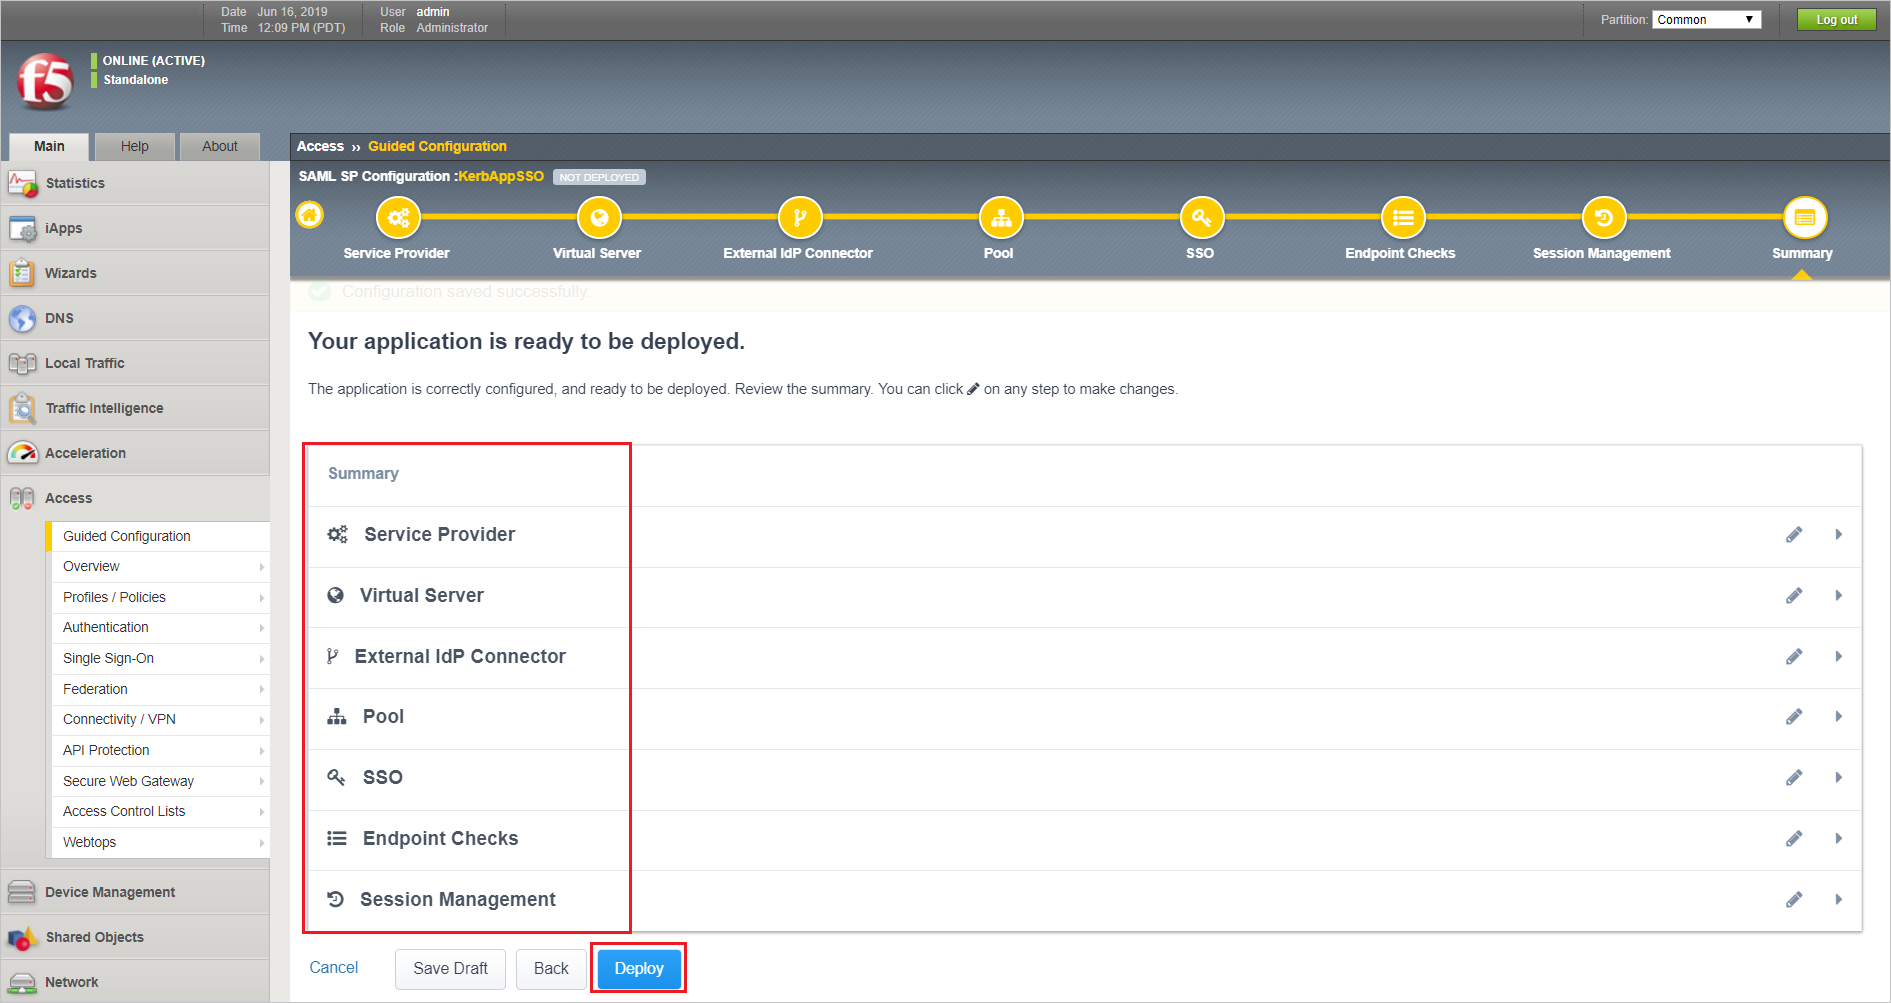 Date Jun 16, 2019
Time 12:09 PM (PDT)
User admin
Role Administrator
Partition: Common
Log out
f5
ONLINE (ACTIVE)
Standalone
Main Help About
Access ›› Guided Configuration
SAML SP Configuration :KerbAppSSO NOT DEPLOYED
Service Provider Virtual Server External IdP Connector Pool SSO Endpoint Checks Session Management Summary
Statistics
iApps
Wizards
DNS
Local Traffic
Traffic Intelligence
Acceleration
Access
Guided Configuration
Overview
Profiles / Policies
Authentication
Single Sign-On
Federation
Connectivity / VPN
API Protection
Secure Web Gateway
Access Control Lists
Webtops
Device Management
Shared Objects
Network
Configuration saved successfully.
Your application is ready to be deployed.
The application is correctly configured, and ready to be deployed. Review the summary. You can click on any step to make changes.
Summary
Service Provider
Virtual Server
External IdP Connector
Pool
SSO
Endpoint Checks
Session Management
Cancel Save Draft Back Deploy